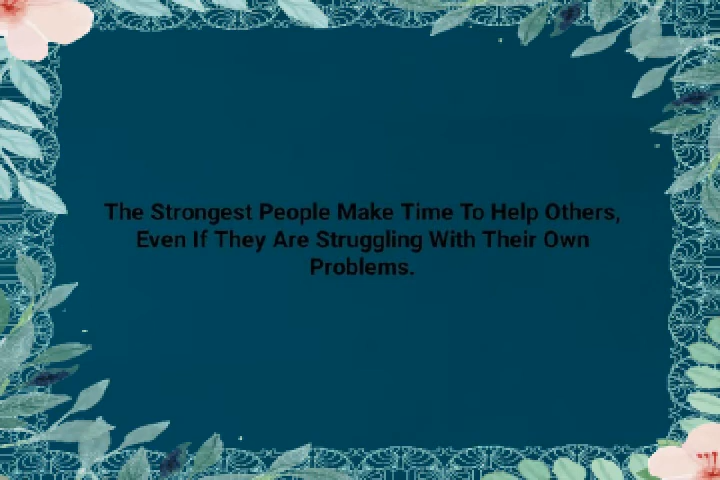 The Strongest People Make Time To Help Others,
Even If They Are Struggling With Their Own
Problems.